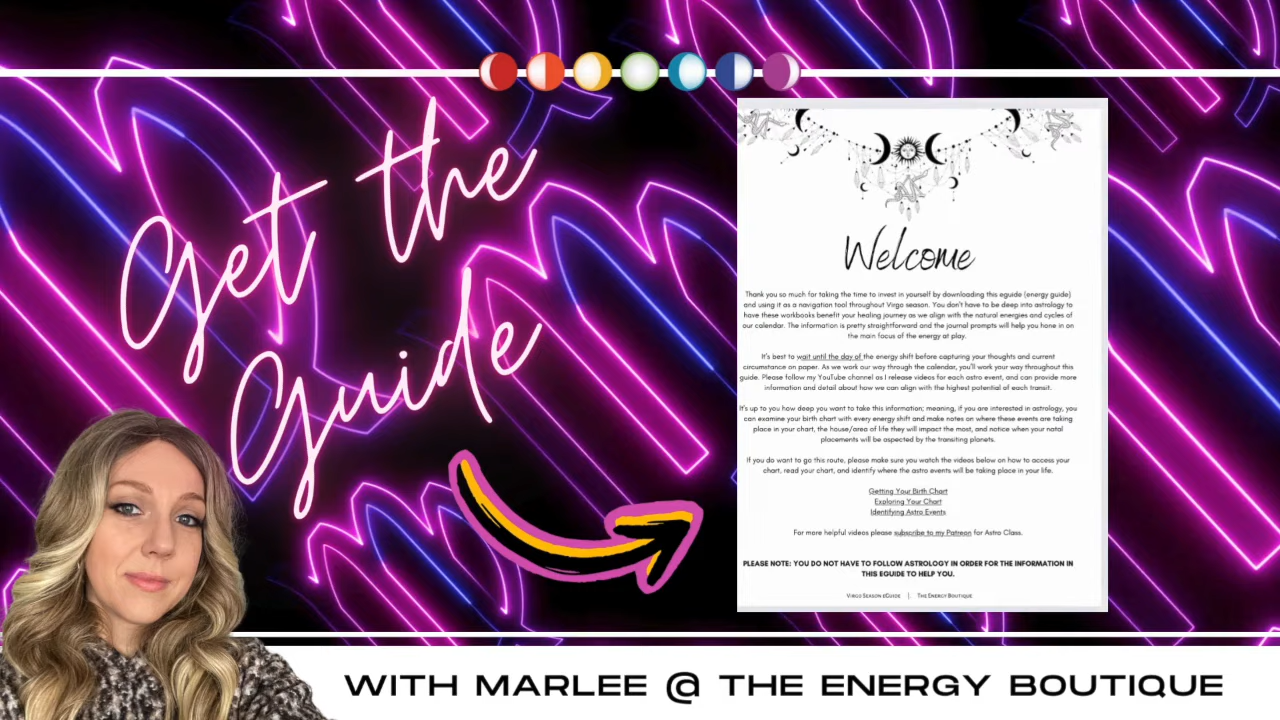 Get the
Guide
Welcome
Thank you so much for taking the time to invest in yourself by downloading this eguide (energy guide)
and using it as a navigation tool throughout Virgo season. You don't have to be deep into astrology to
have these workbooks benefit your healing journey as we align with the natural energies and cycles of
our calendar. The information is pretty straightforward and the journal prompts will help you hone in on
the main focus of the energy at play.
It's best to wait until the day of the energy shift before capturing your thoughts and current
circumstance on paper. As we work our way through the calendar, you'll work your way throughout this
guide. Please follow my YouTube channel as I release videos for each astro event, and can provide more
information and detail about how we can align with the highest potential of each transit.
It's up to you how deep you want to take this information; meaning, if you are interested in astrology, you
can examine your birth chart with every energy shift and make notes on where these events are taking
place in your chart, the house/area of life they will impact the most, and notice when your natal
placements will be aspected by the transiting planets.
If you do want to go this route, please make sure you watch the videos below on how to access your
chart, read your chart, and identify where the astro events will be taking place in your life.
Getting Your Birth Chart
Exploring Your Chart
Identifying Astro Events
For more helpful videos please subscribe to my Patreon for Astro Class.
PLEASE NOTE: YOU DO NOT HAVE TO FOLLOW ASTROLOGY IN ORDER FOR THE INFORMATION IN
THIS EGUIDE TO HELP YOU.
Virgo Season eGuide | The Energy Boutique
WITH MARLEE @ THE ENERGY BOUTIQUE